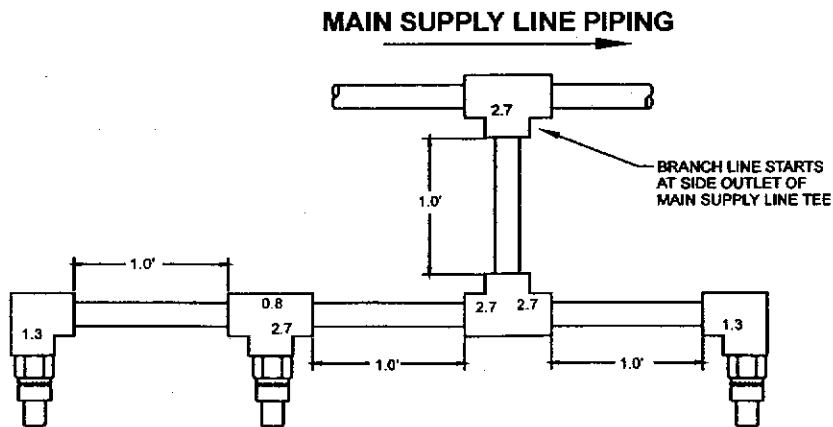 MAIN SUPPLY LINE PIPING
2.7
BRANCH LINE STARTS
AT SIDE OUTLET OF
MAIN SUPPLY LINE TEE
1.0'
1.0'
0.8
1.3
2.7
2.7 2.7
1.3
1.0'
1.0'